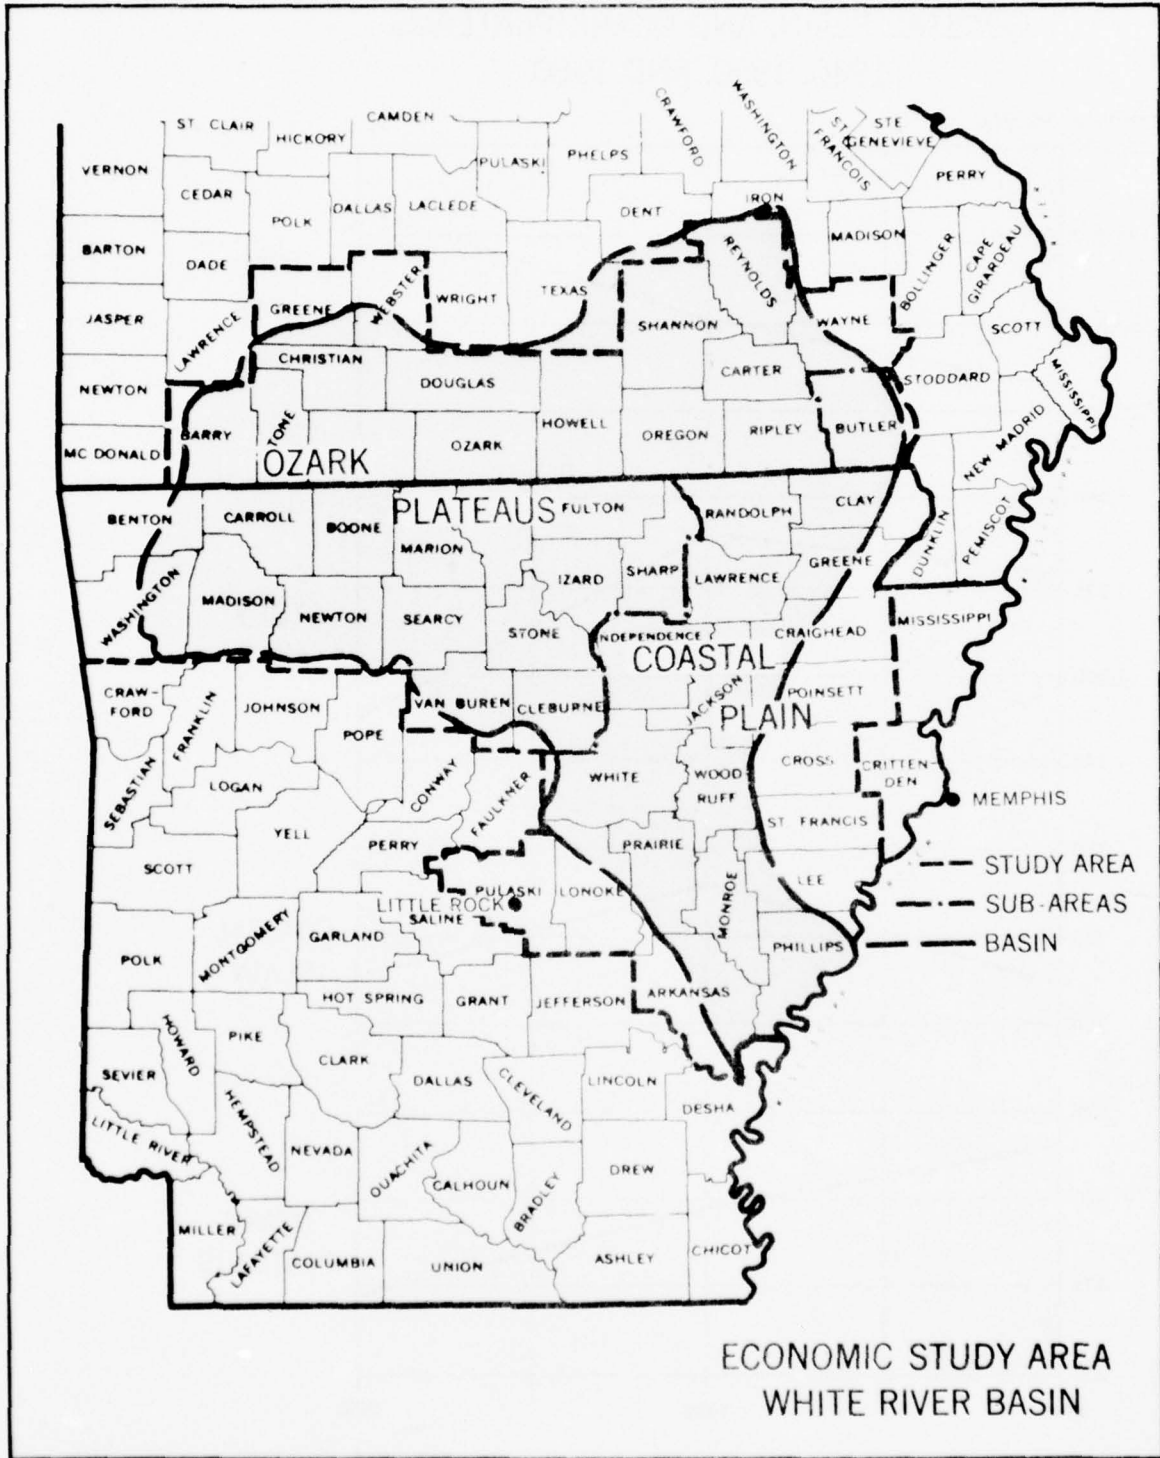 ST CLAIR
HICKORY
CAMDEN
PULASKI
PHELPS
CRAWFORD
WASHINGTON
ST FRANCOIS
STE GENEVIEVE
PERRY
VERNON
CEDAR
POLK
DALLAS
LACLEDE
DENT
IRON
MADISON
BOLLINGER
CAPE GIRARDEAU
BARTON
DADE
GREENE
WEBSTER
WRIGHT
TEXAS
REYNOLDS
JASPER
LAWRENCE
SHANNON
WAYNE
SCOTT
MISSISSIPPI
NEWTON
CHRISTIAN
DOUGLAS
CARTER
STODDARD
MC DONALD
BARRY
TONE
OZARK
HOWELL
OREGON
RIPLEY
BUTLER
NEW MADRID
OZARK
PLATEAUS
BENTON
CARROLL
BOONE
MARION
FULTON
RANDOLPH
CLAY
DUNKLIN
PEMISCOT
WASHINGTON
MADISON
NEWTON
SEARCY
IZARD
SHARP
LAWRENCE
GREENE
STONE
INDEPENDENCE
CRAIGHEAD
MISSISSIPPI
COASTAL
PLAIN
CRAW-
FORD
FRANKLIN
JOHNSON
POPE
VAN BUREN
CLEBURNE
JACKSON
POINSETT
SEBASTIAN
LOGAN
CONWAY
FAULKNER
WHITE
WOOD
RUFF
CROSS
CRITTEN-
DEN
MEMPHIS
SCOTT
YELL
PERRY
PULASKI
LONOKE
PRAIRIE
MONROE
ST FRANCIS
LEE
STUDY AREA
SUB-AREAS
BASIN
LITTLE ROCK
SALINE
POLK
MONTGOMERY
GARLAND
PHILLIPS
HOT SPRING
GRANT
JEFFERSON
ARKANSAS
SEVIER
HOWARD
PIKE
CLARK
DALLAS
CLEVELAND
LINCOLN
DESHA
LITTLE RIVER
HEMPSTEAD
NEVADA
OUACHITA
CALHOUN
BRADLEY
DREW
MILLER
LAFAYETTE
COLUMBIA
UNION
ASHLEY
CHICOT
ECONOMIC STUDY AREA
WHITE RIVER BASIN